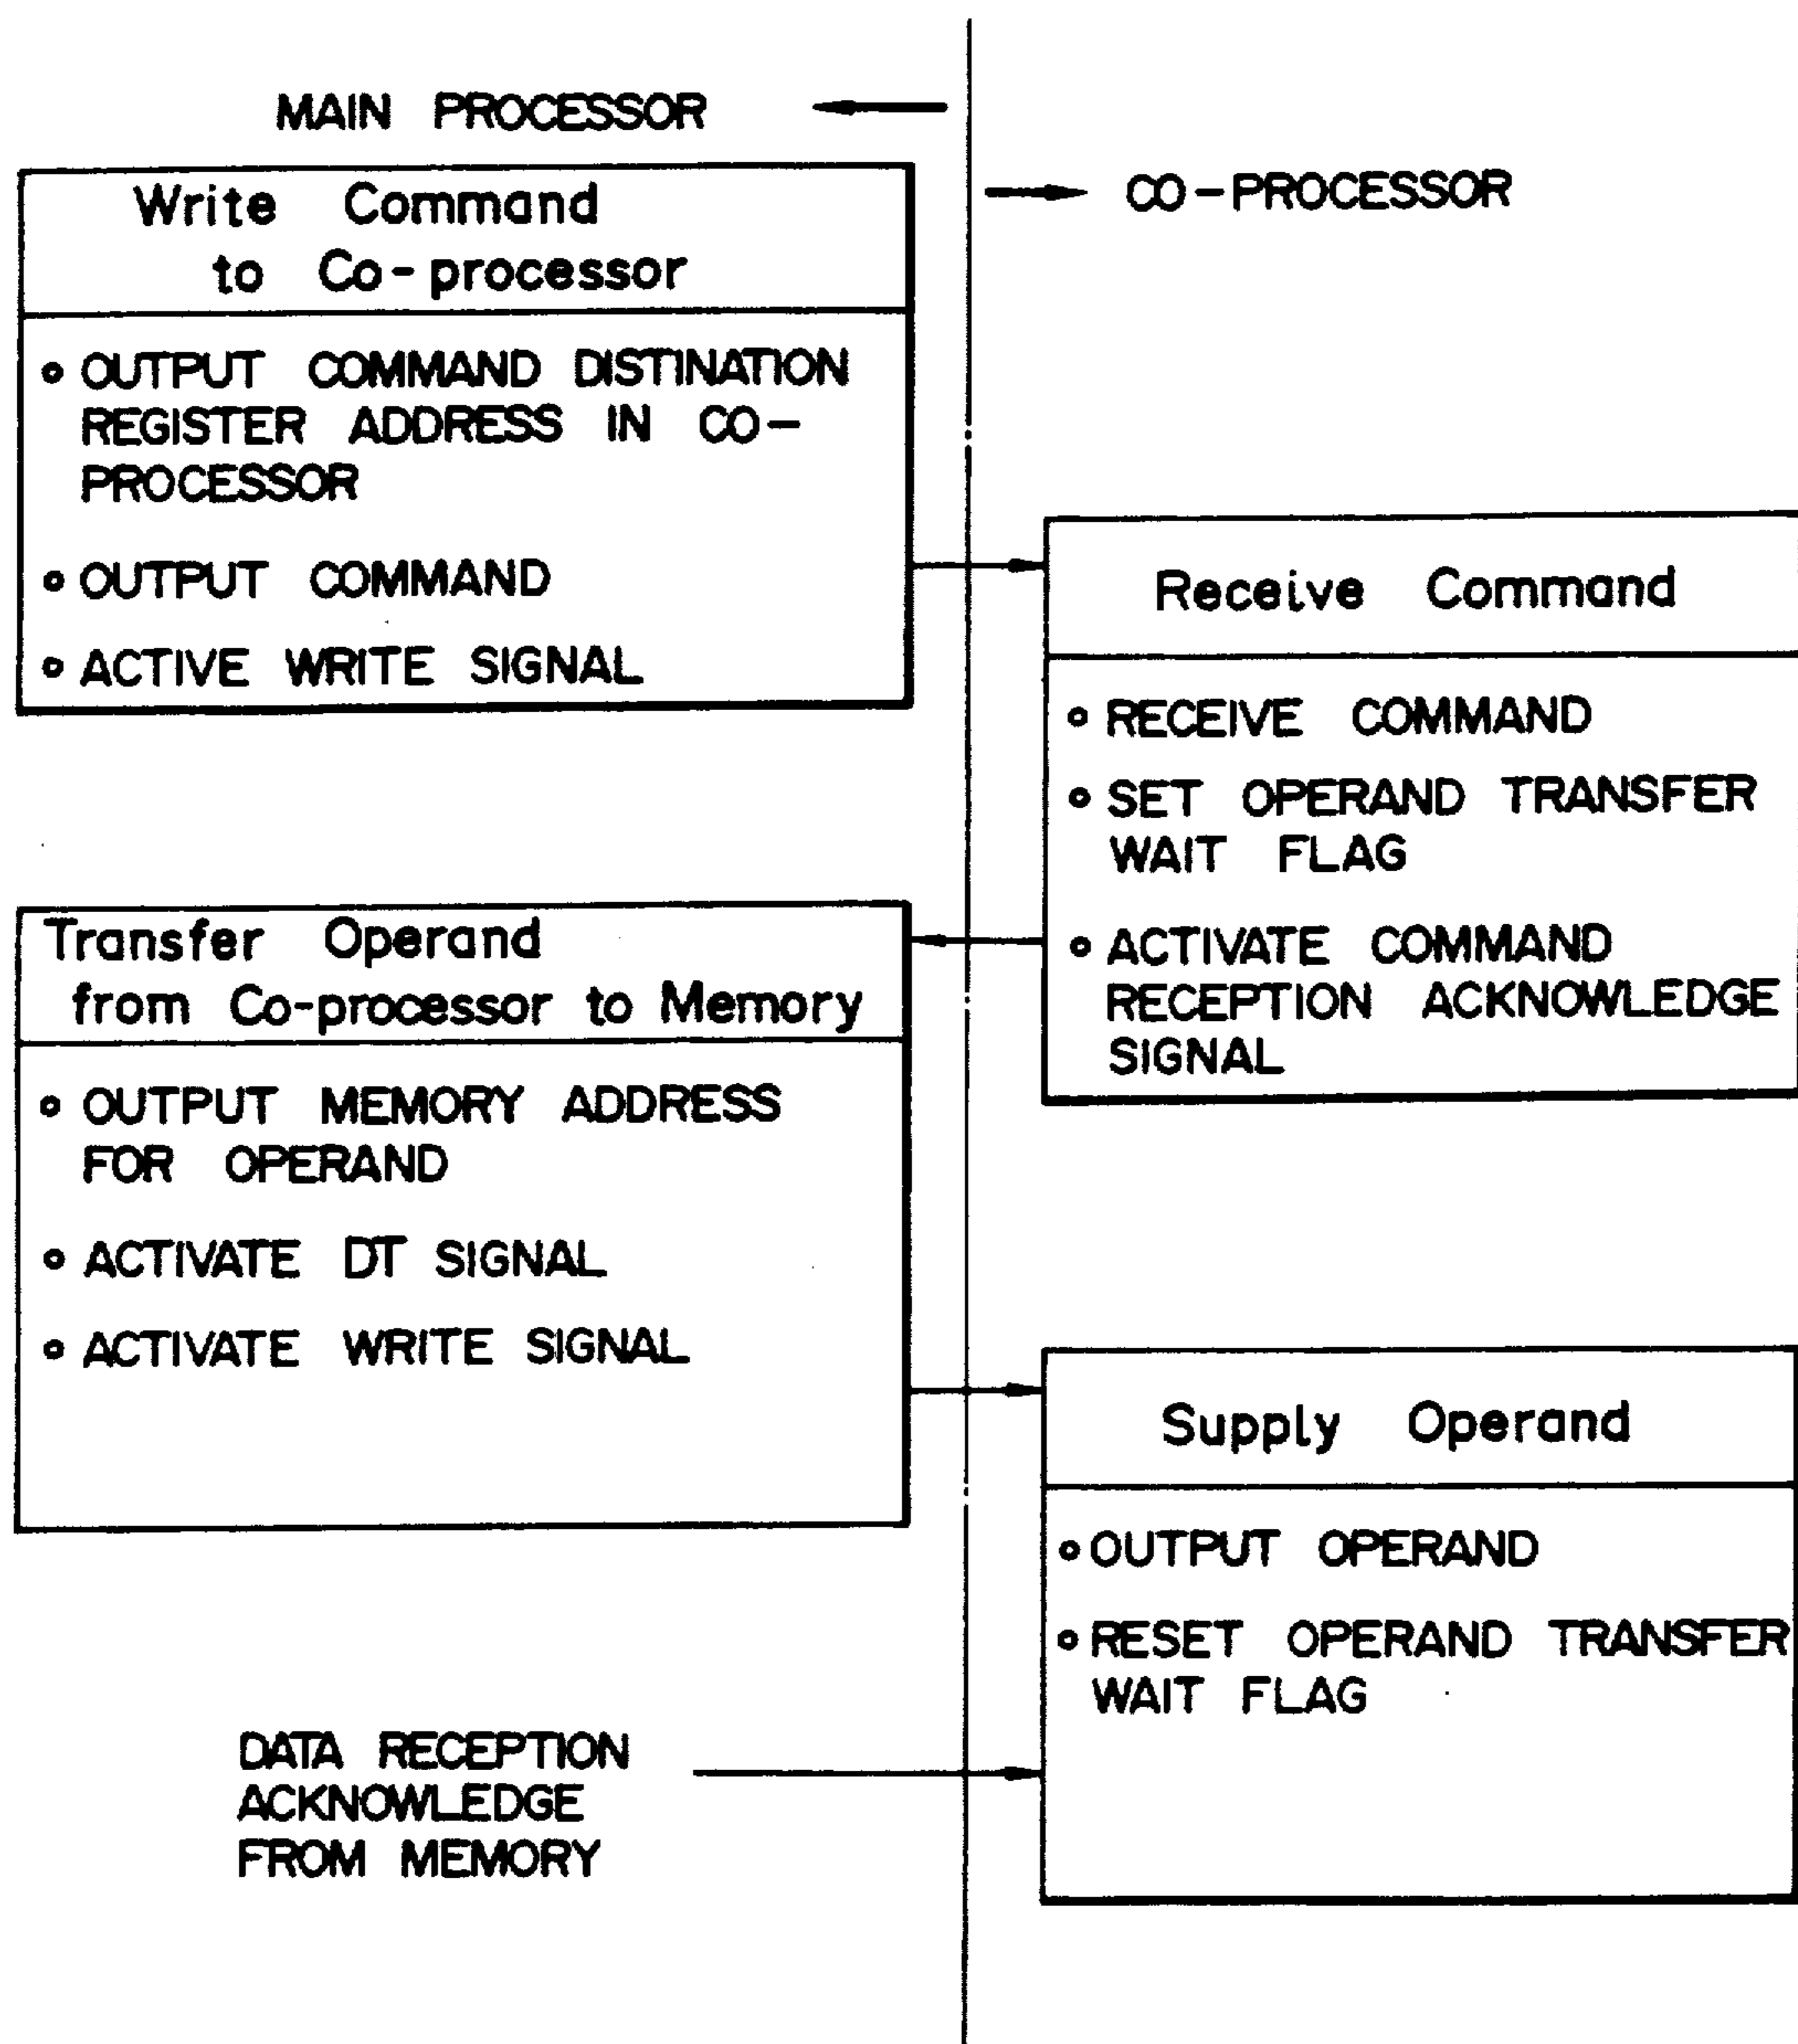 MAIN PROCESSOR
CO-PROCESSOR
Write Command
to Co-processor
• OUTPUT COMMAND DISTINATION
REGISTER ADDRESS IN CO-
PROCESSOR
• OUTPUT COMMAND
• ACTIVE WRITE SIGNAL
Receive Command
• RECEIVE COMMAND
• SET OPERAND TRANSFER
WAIT FLAG
• ACTIVATE COMMAND
RECEPTION ACKNOWLEDGE
SIGNAL
Transfer Operand
from Co-processor to Memory
• OUTPUT MEMORY ADDRESS
FOR OPERAND
• ACTIVATE DT SIGNAL
• ACTIVATE WRITE SIGNAL
Supply Operand
• OUTPUT OPERAND
• RESET OPERAND TRANSFER
WAIT FLAG
DATA RECEPTION
ACKNOWLEDGE
FROM MEMORY